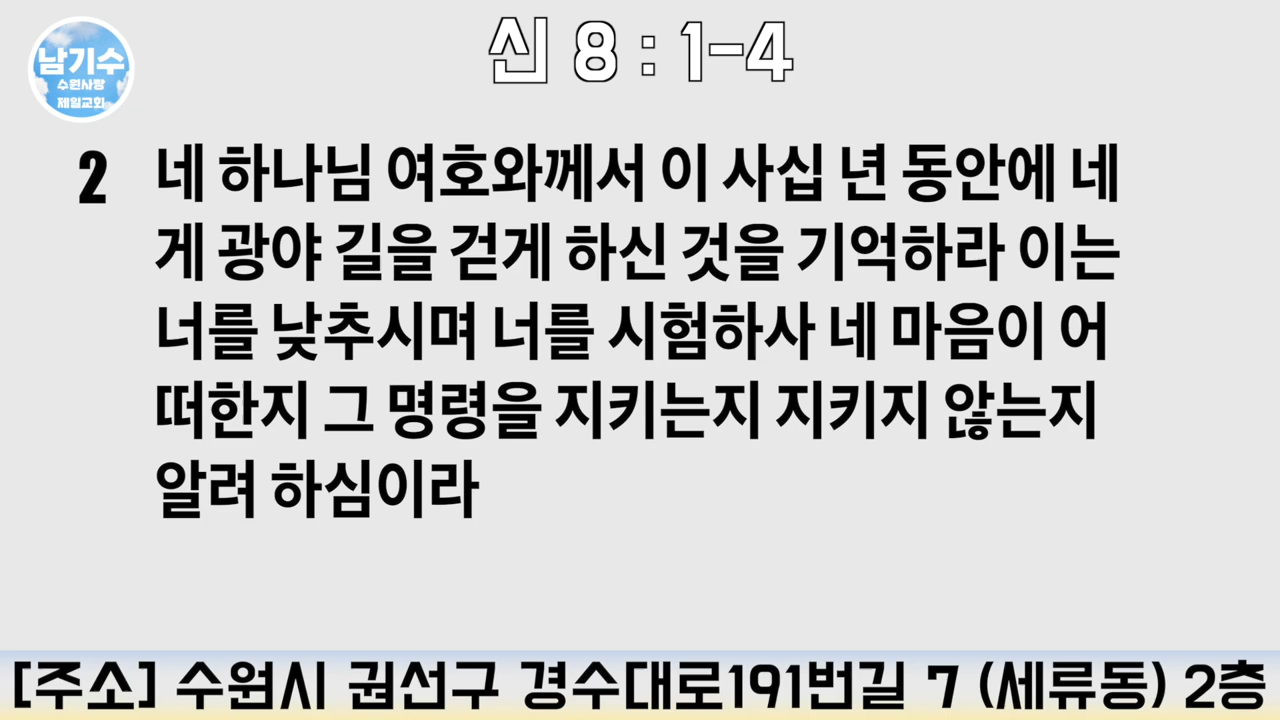 남기수
수원사랑
제일교회
신 8 : 1-4
2 네 하나님 여호와께서 이 사십 년 동안에 네
게 광야 길을 걷게 하신 것을 기억하라 이는
너를 낮추시며 너를 시험하사 네 마음이 어
떠한지 그 명령을 지키는지 지키지 않는지
알려 하심이라
[주소] 수원시 권선구 경수대로191번길 7 (세류동) 2층